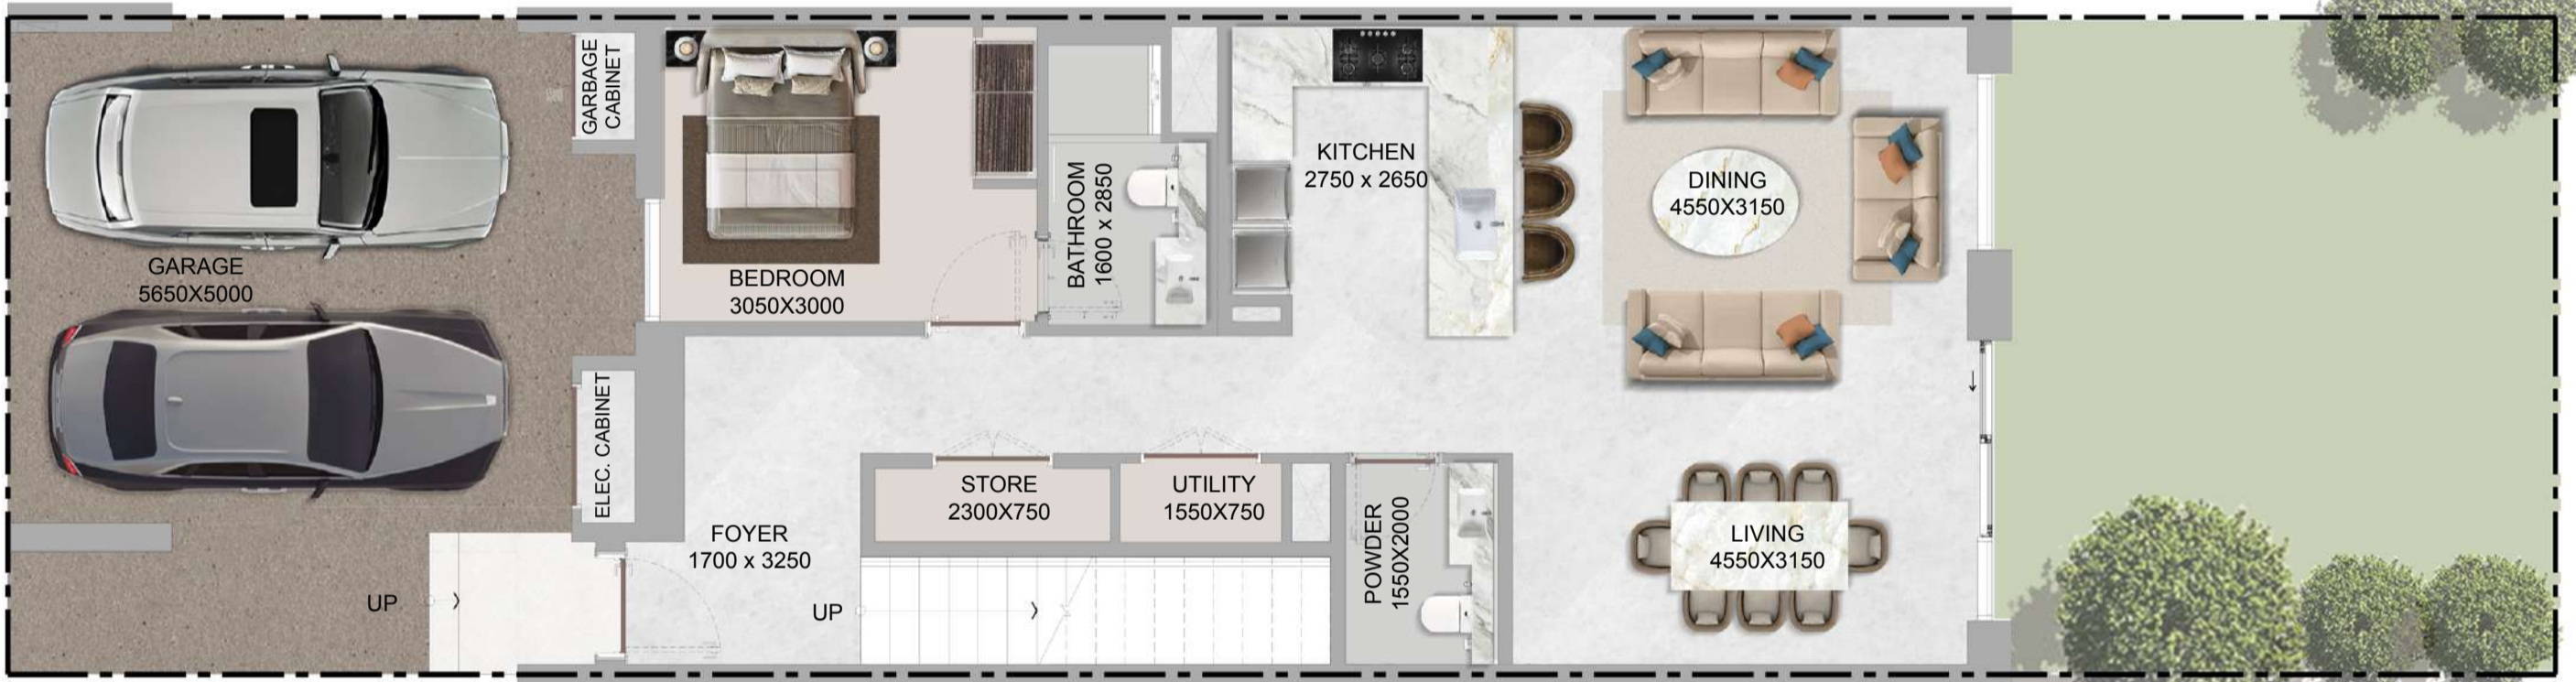 GARBAGE
CABINET
GARAGE
5650X5000
ELEC. CABINET
UP
BEDROOM
3050X3000
BATHROOM
1600 x 2850
KITCHEN
2750 x 2650
DINING
4550X3150
FOYER
1700 x 3250
UP
STORE
2300X750
UTILITY
1550X750
POWDER
1550X2000
LIVING
4550X3150